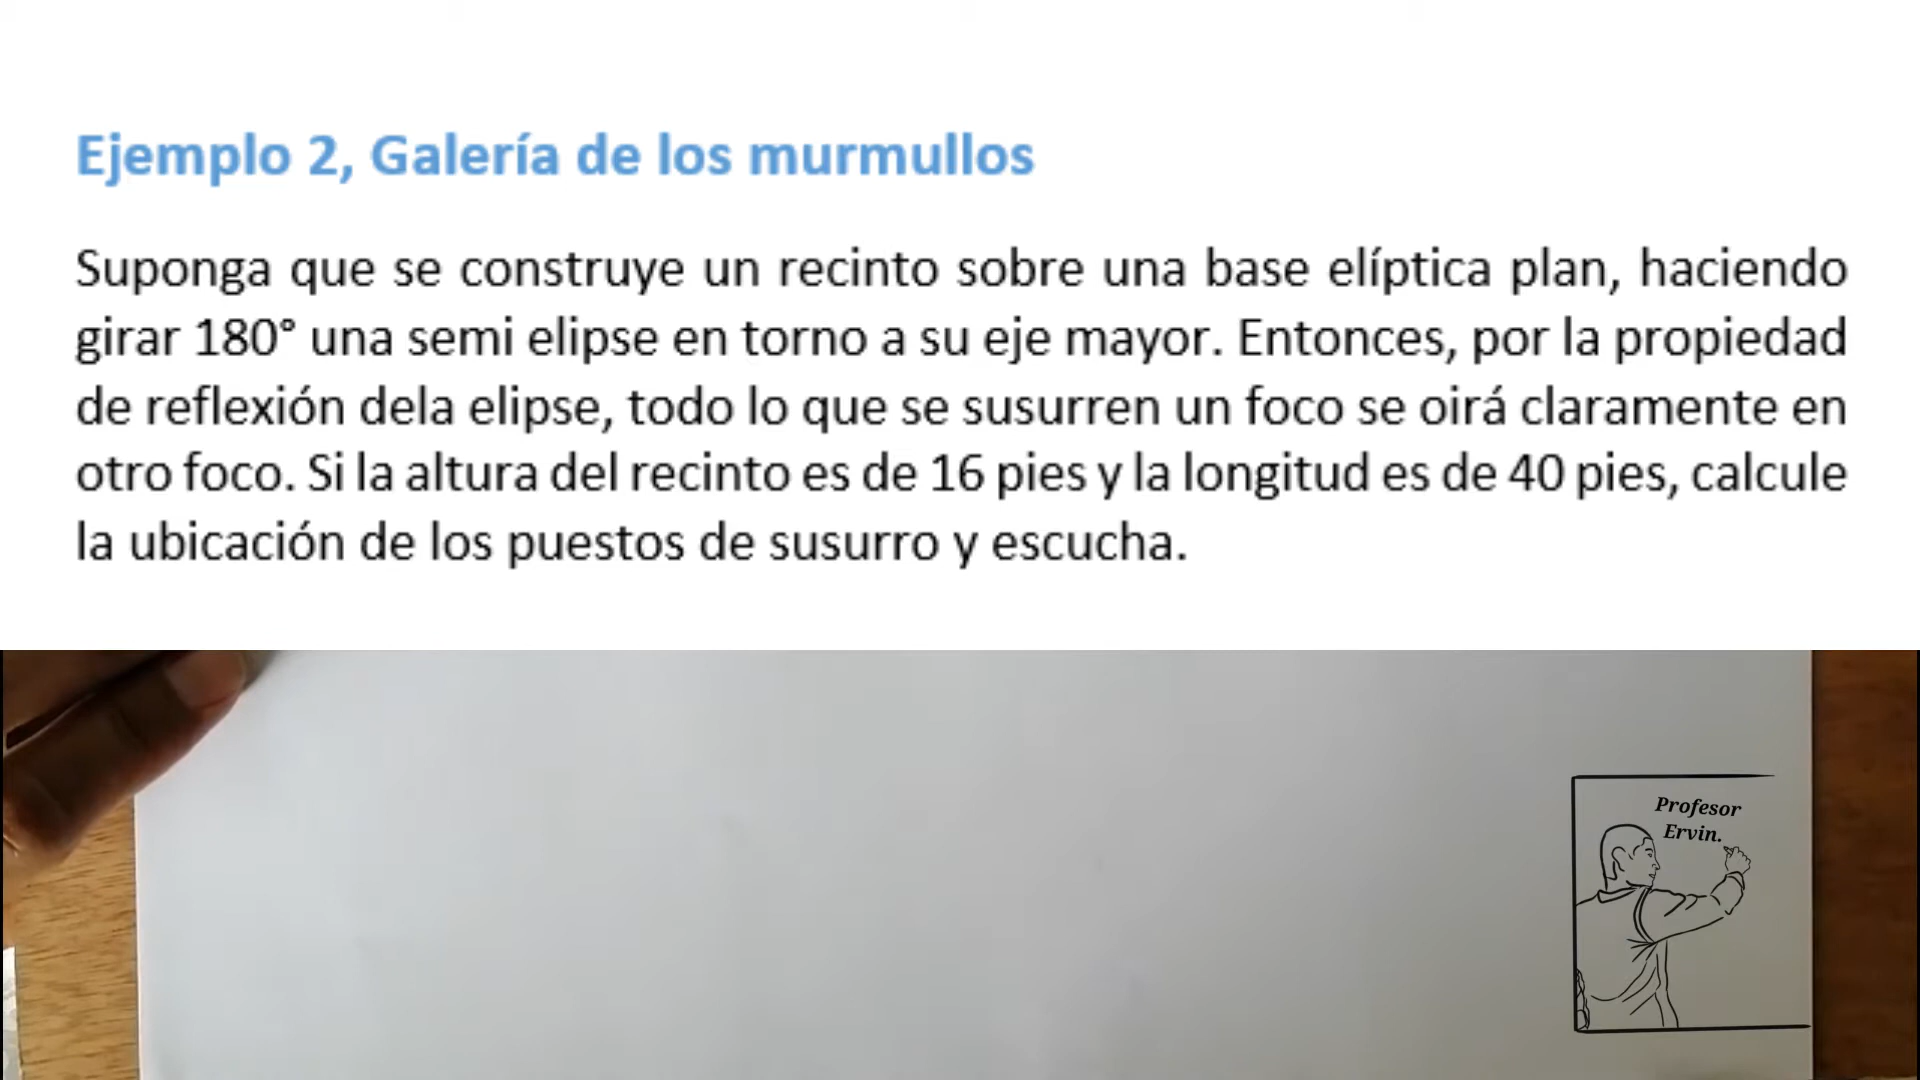 Ejemplo 2, Galería de los murmullos
Suponga que se construye un recinto sobre una base elíptica plan, haciendo
girar 180° una semi elipse en torno a su eje mayor. Entonces, por la propiedad
de reflexión dela elipse, todo lo que se susurren un foco se oirá claramente en
otro foco. Si la altura del recinto es de 16 pies y la longitud es de 40 pies, calcule
la ubicación de los puestos de susurro y escucha.
Profesor
Ervin.